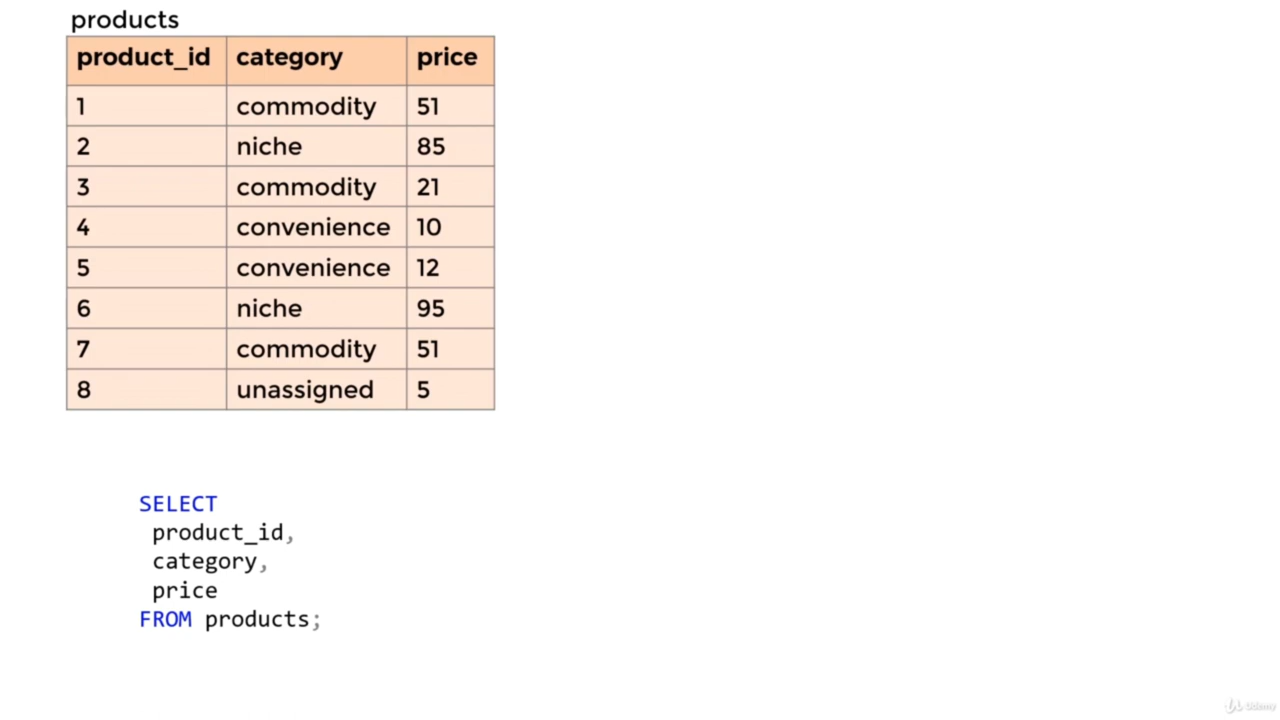 products
product_id category price
1 commodity 51
2 niche 85
3 commodity 21
4 convenience 10
5 convenience 12
6 niche 95
7 commodity 51
8 unassigned 5
SELECT
product_id,
category,
price
FROM products;
Udemy